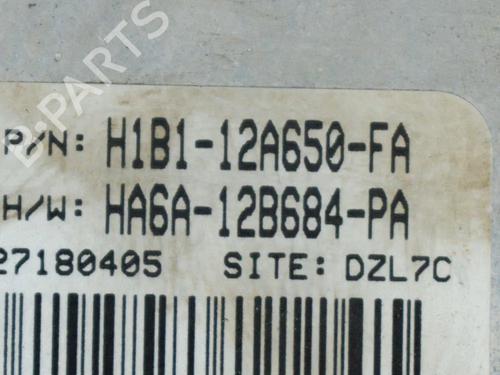 B-PARTS
P/N: H1B1-12A650-FA
H/W: HA6A-12B684-PA
27180405 SITE: DZL7C